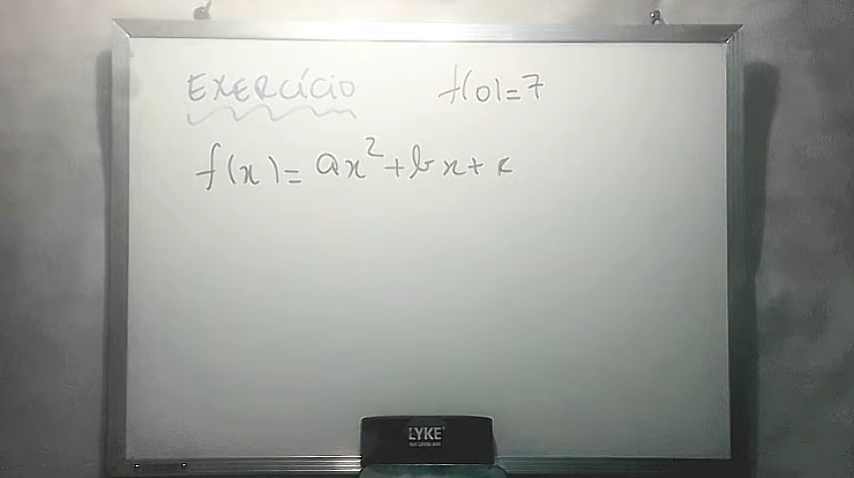 EXERCÍCIO f(0)=7
f(x)=ax²+bx+c
LYKE